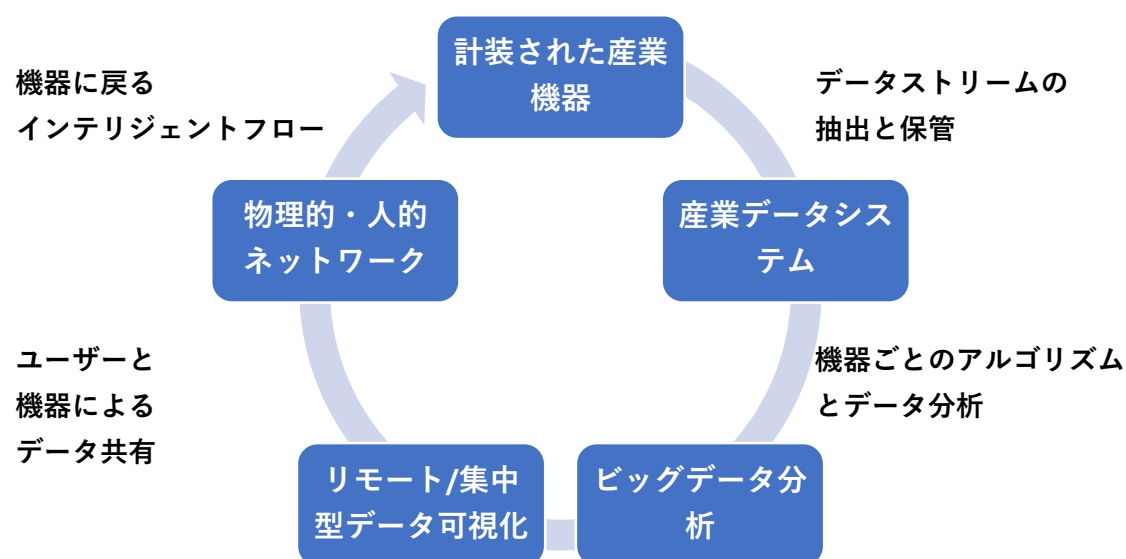 計装された産業
機器
機器に戻る
インテリジェントフロー
データストリームの
抽出と保管
物理的・人的
ネットワーク
産業データシス
テム
ユーザーと
機器による
データ共有
機器ごとのアルゴリズム
とデータ分析
リモート/集中
型データ可視化
ビッグデータ分
析